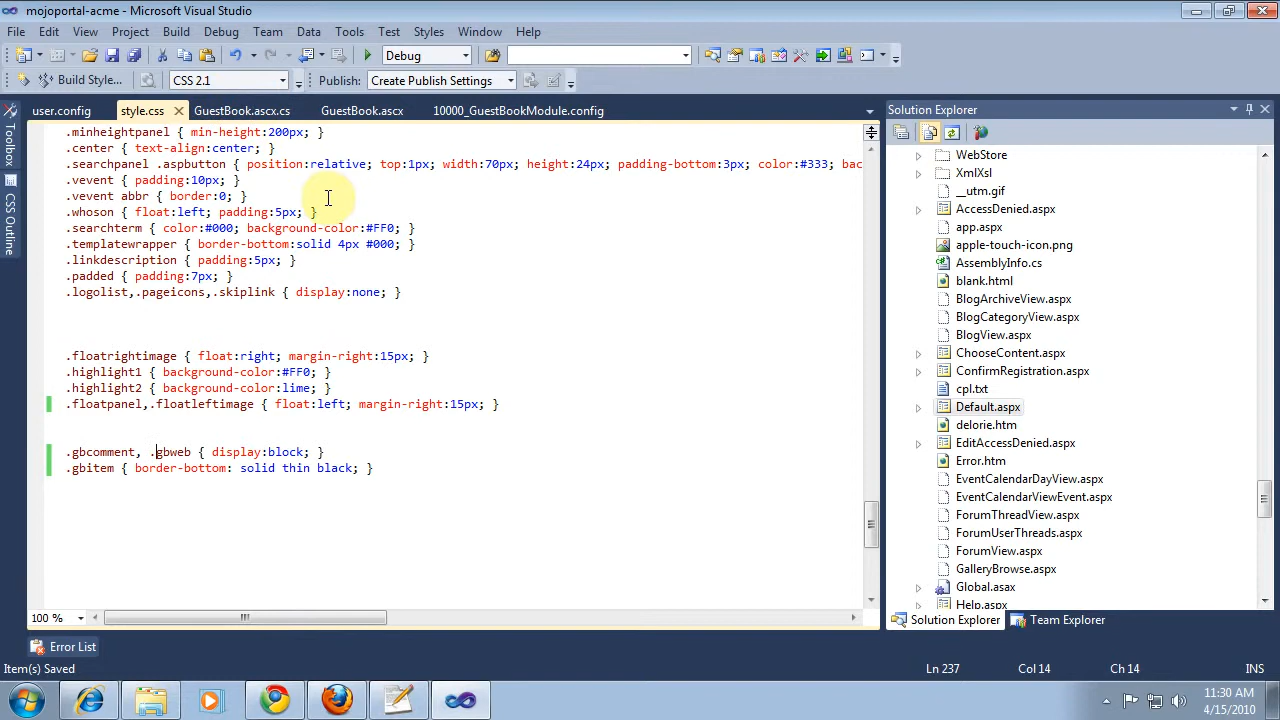 mojoportal-acme - Microsoft Visual Studio
File Edit View Project Build Debug Team Data Tools Test Styles Window Help
Debug
Build Style... CSS 2.1 Publish: Create Publish Settings
user.config style.css GuestBook.ascx.cs GuestBook.ascx 10000_GuestBookModule.config
Toolbox
CSS Outline
.minheightpanel { min-height:200px; }
.center { text-align:center; }
.searchpanel .aspbutton { position:relative; top:1px; width:70px; height:24px; padding-bottom:3px; color:#333; bac
.vevent { padding:10px; }
.vevent abbr { border:0; }
.whoson { float:left; padding:5px; }
.searchterm { color:#000; background-color:#FF0; }
.templatewrapper { border-bottom:solid 4px #000; }
.linkdescription { padding:5px; }
.padded { padding:7px; }
.logolist,.pageicons,.skiplink { display:none; }
.floatrightimage { float:right; margin-right:15px; }
.highlight1 { background-color:#FF0; }
.highlight2 { background-color:lime; }
.floatpanel,.floatleftimage { float:left; margin-right:15px; }
.gbcomment, .gbweb { display:block; }
.gbitem { border-bottom: solid thin black; }
100 %
Solution Explorer
WebStore
XmlXsl
__utm.gif
AccessDenied.aspx
app.aspx
apple-touch-icon.png
AssemblyInfo.cs
blank.html
BlogArchiveView.aspx
BlogCategoryView.aspx
BlogView.aspx
ChooseContent.aspx
ConfirmRegistration.aspx
cpl.txt
Default.aspx
delorie.htm
EditAccessDenied.aspx
Error.htm
EventCalendarDayView.aspx
EventCalendarViewEvent.aspx
ForumThreadView.aspx
ForumUserThreads.aspx
ForumView.aspx
GalleryBrowse.aspx
Global.asax
Help.aspx
Solution Explorer Team Explorer
Error List
Item(s) Saved Ln 237 Col 14 Ch 14 INS
11:30 AM
4/15/2010